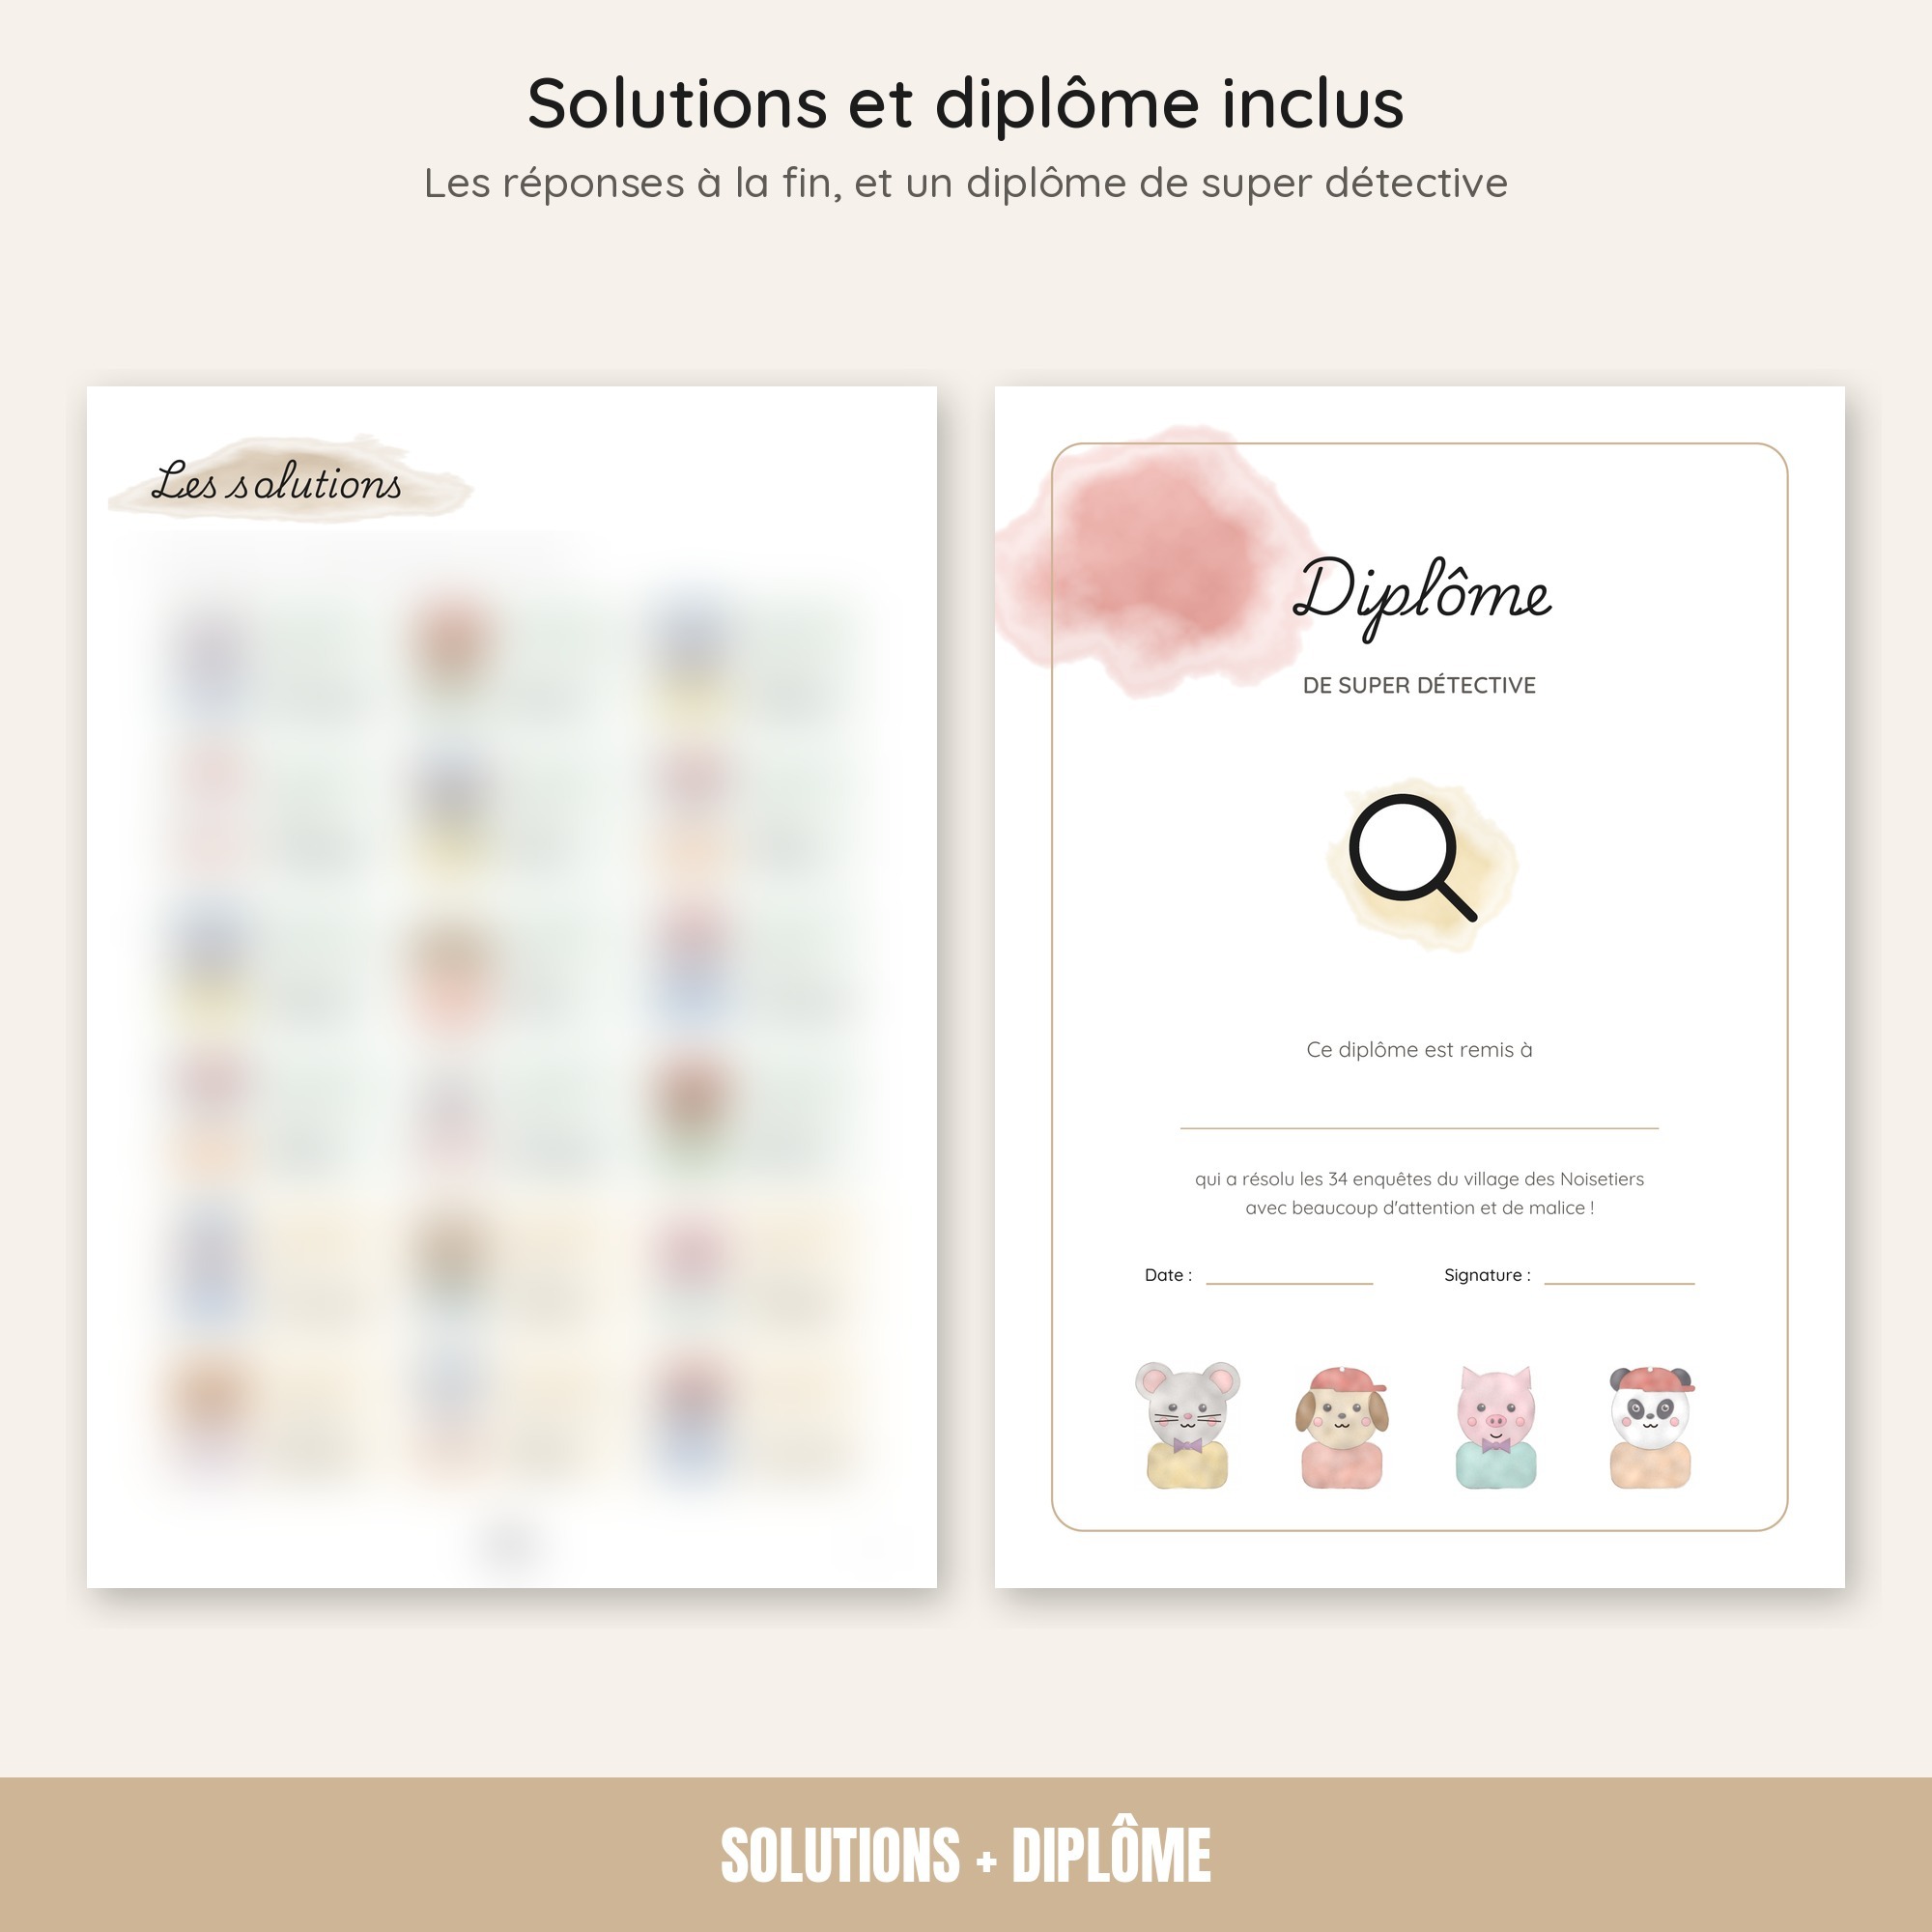 Solutions et diplôme inclus
Les réponses à la fin, et un diplôme de super détective
Les solutions
Diplôme
DE SUPER DÉTECTIVE
Ce diplôme est remis à
qui a résolu les 34 enquêtes du village des Noisetiers
avec beaucoup d'attention et de malice !
Date :
Signature :
SOLUTIONS + DIPLÔME